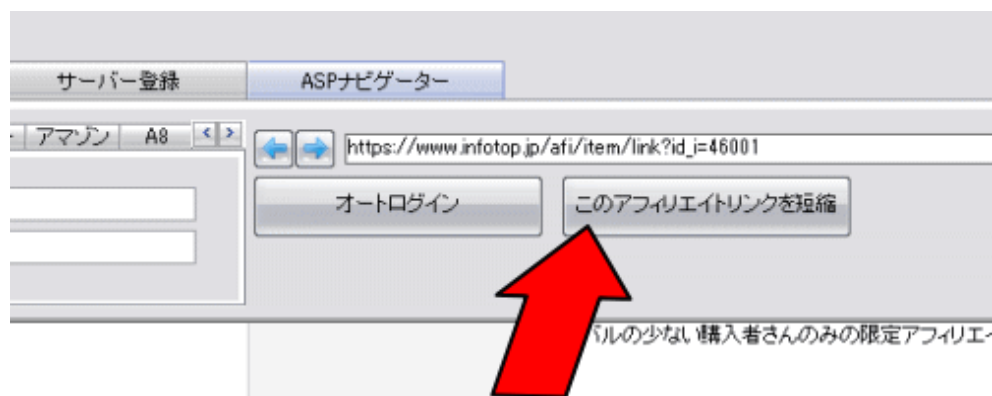 サーバー登録
ASPナビゲーター
アマゾン
A8
https://www.infotop.jp/afi/item/link?id_i=46001
オートログイン
このアフィリエイトリンクを短縮
バルの少ない購入者さんのみの限定アフィリエイ